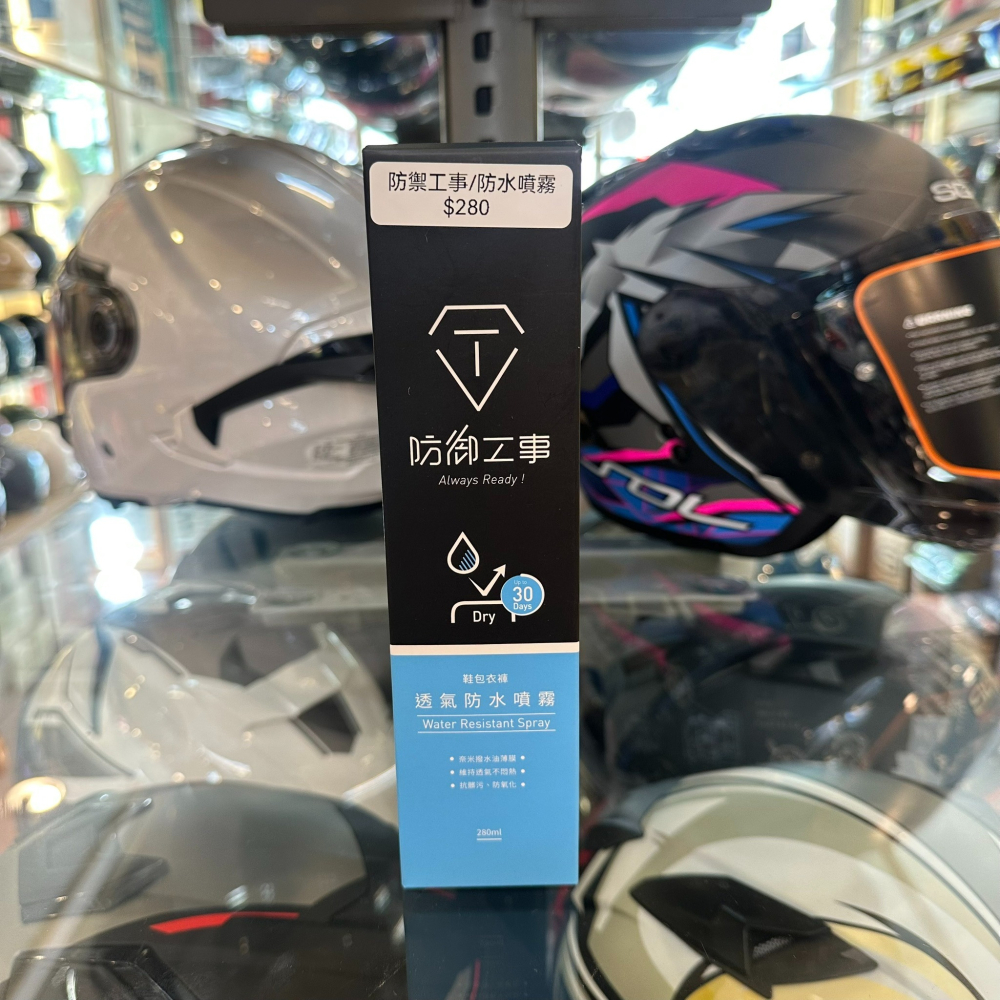 防禦工事/防水噴霧
$280
防御工事
Always Ready !
Up to
30
Days
Dry
鞋包衣褲
透氣防水噴霧
Water Resistant Spray
• 奈米撥水油薄膜 •
• 維持透氣不悶熱 •
• 抗髒污、防氧化 •
280ml
SOL
WARNING